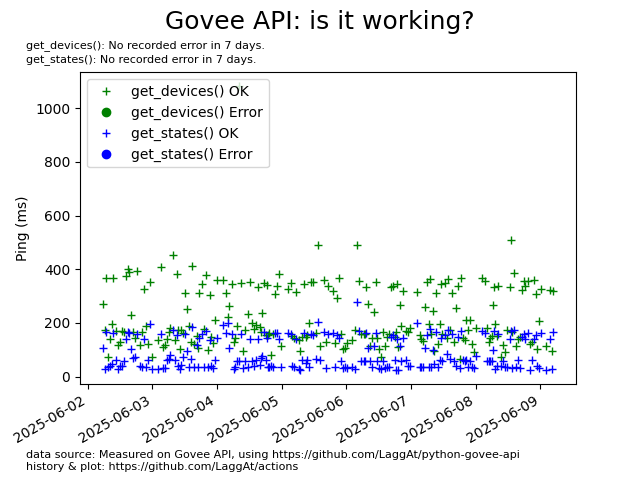 Govee API: is it working?
get_devices(): No recorded error in 7 days.
get_states(): No recorded error in 7 days.
get_devices() OK
get_devices() Error
get_states() OK
get_states() Error
Ping (ms)
1000
800
600
400
200
0
2025-06-02
2025-06-03
2025-06-04
2025-06-05
2025-06-06
2025-06-07
2025-06-08
2025-06-09
data source: Measured on Govee API, using https://github.com/LaggAt/python-govee-api
history & plot: https://github.com/LaggAt/actions